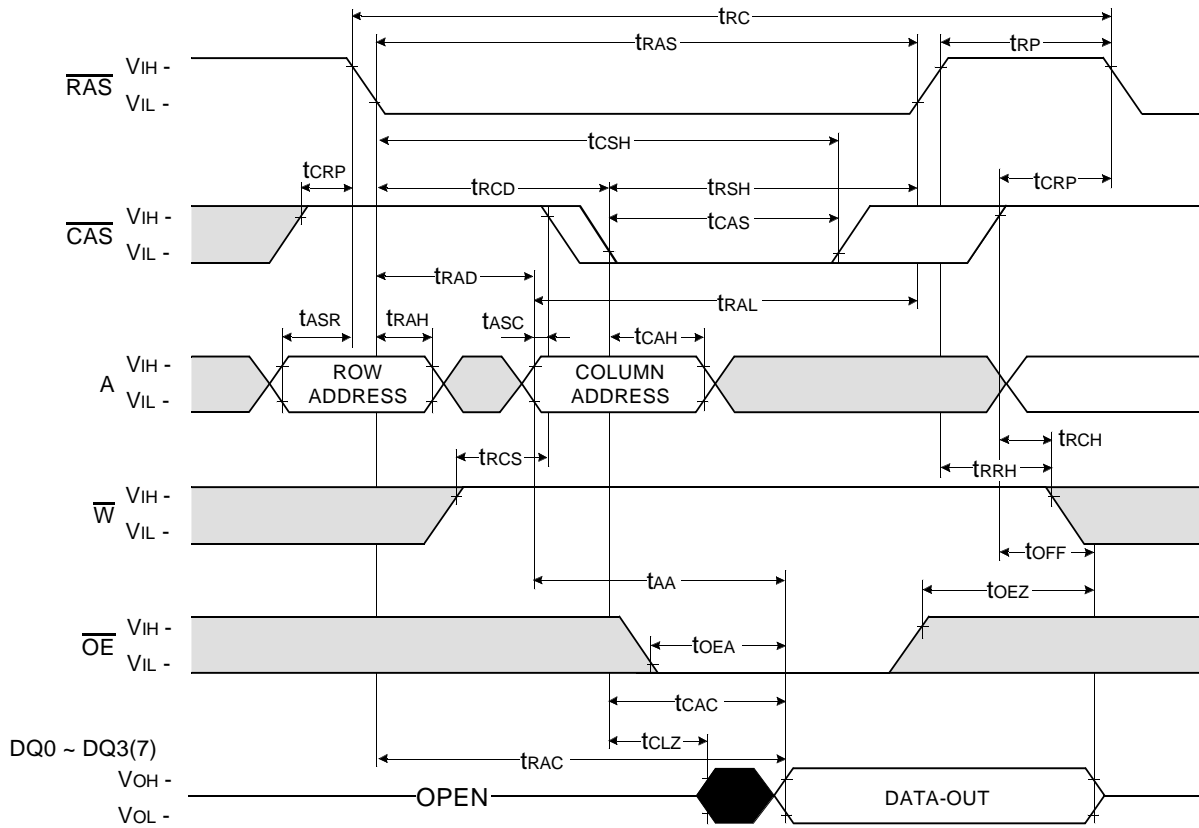 tRC
tRAS tRP
RAS VIH -
VIL -
tCSH
tCRP tRCD tRSH tCRP
CAS VIH -
VIL -
tCAS
tRAD tRAL
tASR tRAH tASC tCAH
A VIH -
VIL -
ROW
ADDRESS
COLUMN
ADDRESS
tRCS tRCH
tRRH
W VIH -
VIL -
tOFF
tAA tOEZ
OE VIH -
VIL -
tOEA
tCAC
DQ0 ~ DQ3(7)
tCLZ
tRAC
VOH -
VOL -
OPEN DATA-OUT